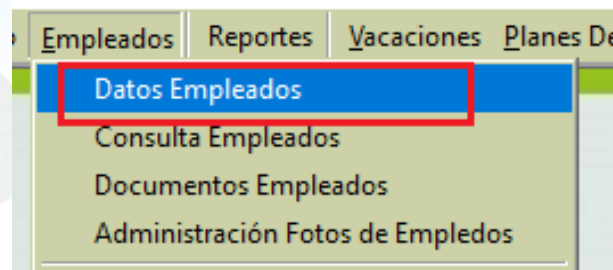 Empleados Reportes Vacaciones Planes De
Datos Empleados
Consulta Empleados
Documentos Empleados
Administración Fotos de Empledos